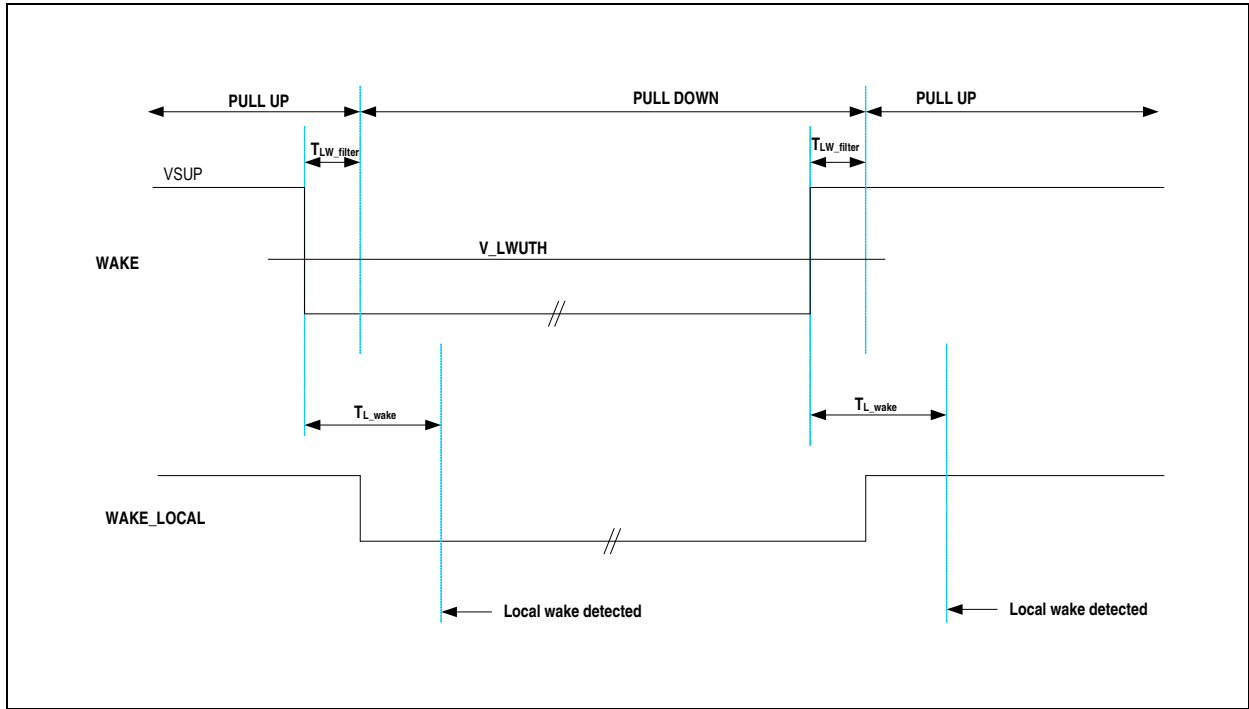 PULL UP
PULL DOWN
PULL UP
TLW_filter
TLW_filter
VSUP
V_LWUTH
WAKE
TL_wake
TL_wake
WAKE_LOCAL
Local wake detected
Local wake detected